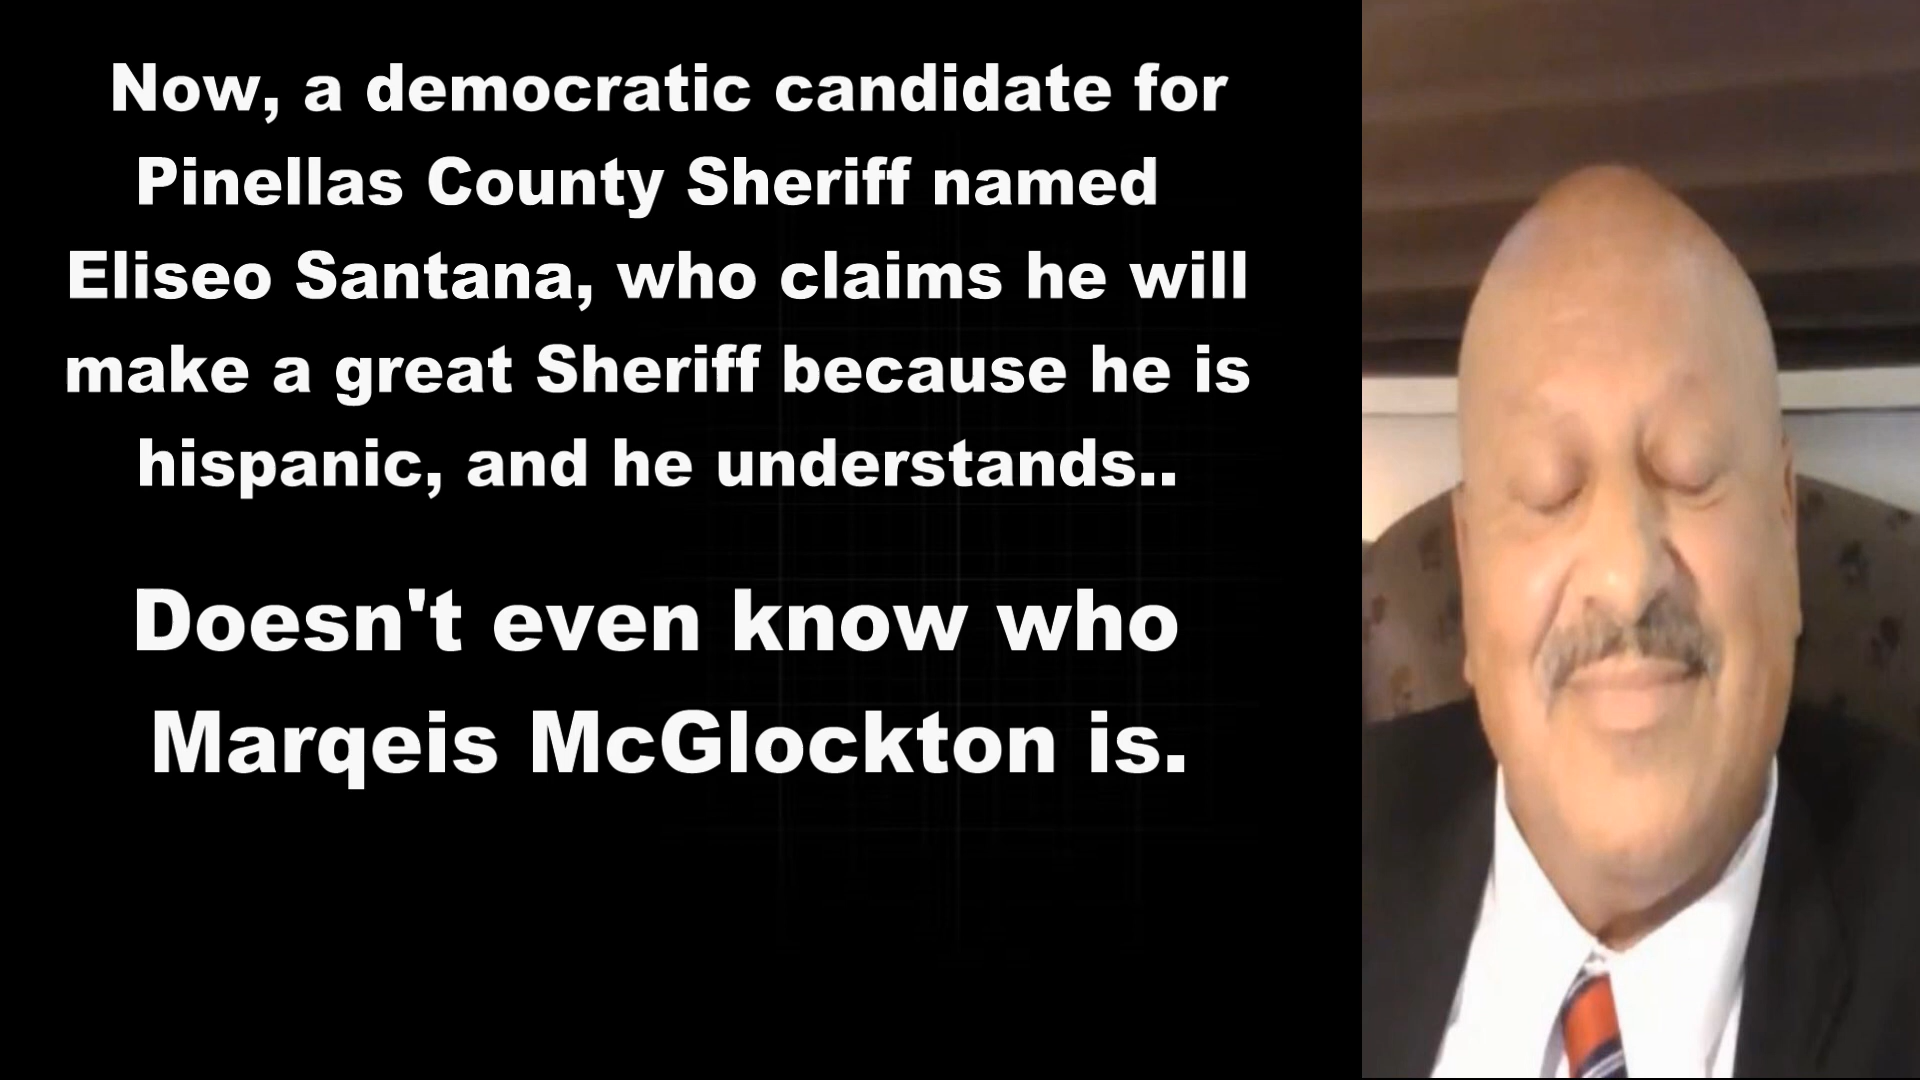 Now, a democratic candidate for
Pinellas County Sheriff named
Eliseo Santana, who claims he will
make a great Sheriff because he is
hispanic, and he understands..
Doesn't even know who
Marqeis McGlockton is.